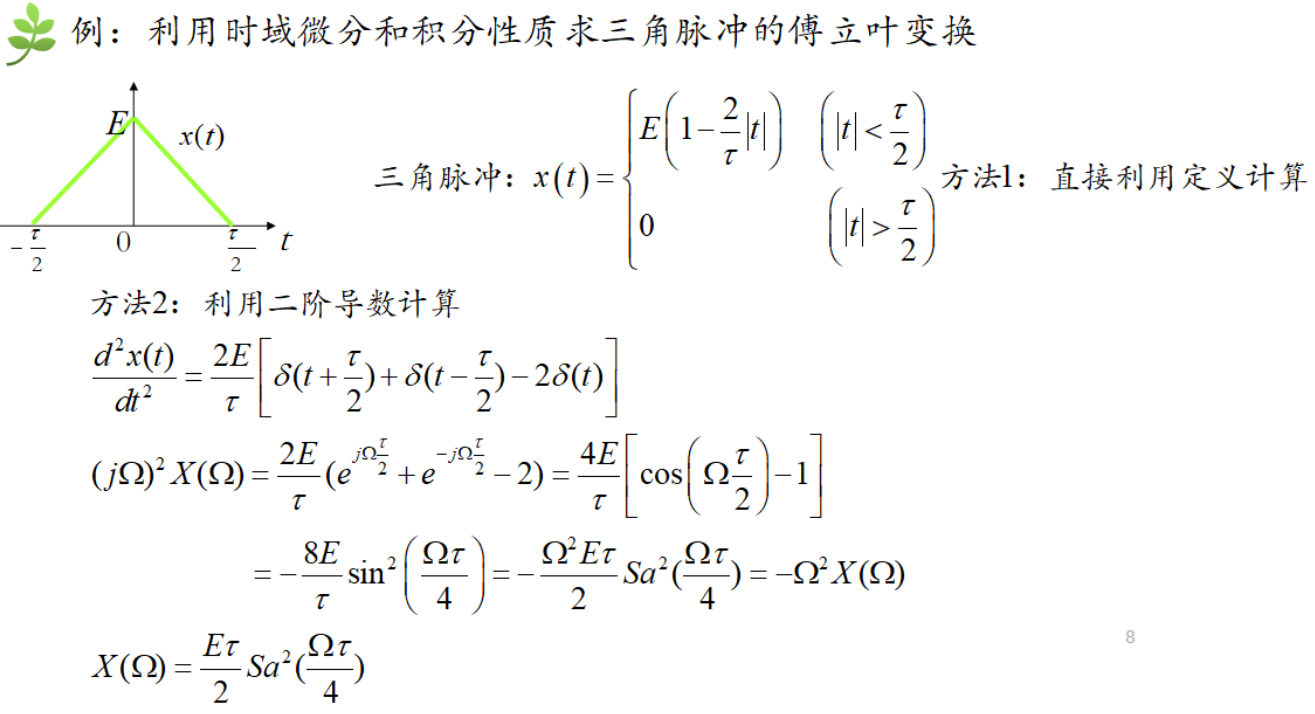 例：利用时域微分和积分性质求三角脉冲的傅立叶变换
E
x(t)
-τ/2 0 τ/2 t
三角脉冲：x(t) = { E(1 - 2/τ |t|) (|t| < τ/2)
0 (|t| > τ/2)
方法1：直接利用定义计算
方法2：利用二阶导数计算
d²x(t)/dt² = 2E/τ [δ(t + τ/2) + δ(t - τ/2) - 2δ(t)]
(jΩ)² X(Ω) = 2E/τ (e^{jΩ τ/2} + e^{-jΩ τ/2} - 2) = 4E/τ [cos(Ω τ/2) - 1]
= - 8E/τ sin² (Ωτ/4) = - Ω²Eτ/2 Sa²(Ωτ/4) = -Ω² X(Ω)
X(Ω) = Eτ/2 Sa²(Ωτ/4)
8